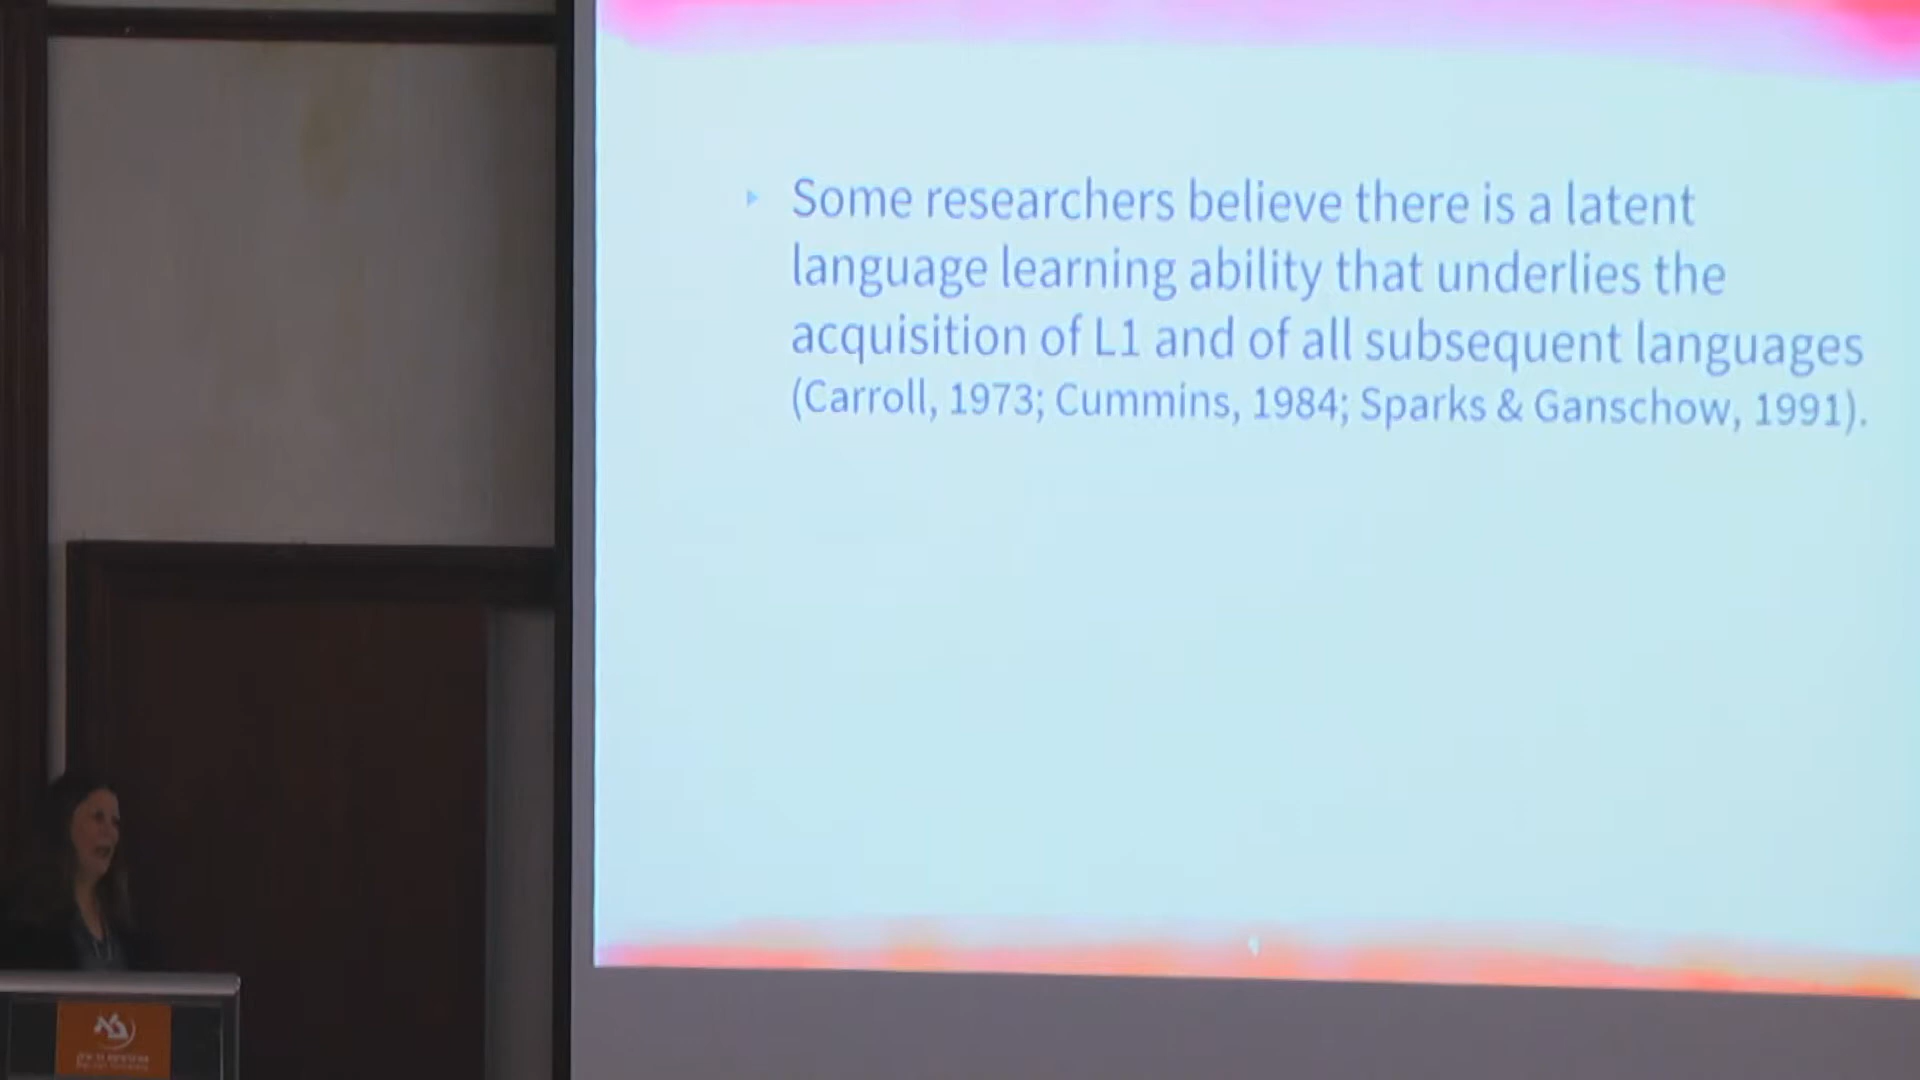 Some researchers believe there is a latent
language learning ability that underlies the
acquisition of L1 and of all subsequent languages
(Carroll, 1973; Cummins, 1984; Sparks & Ganschow, 1991).